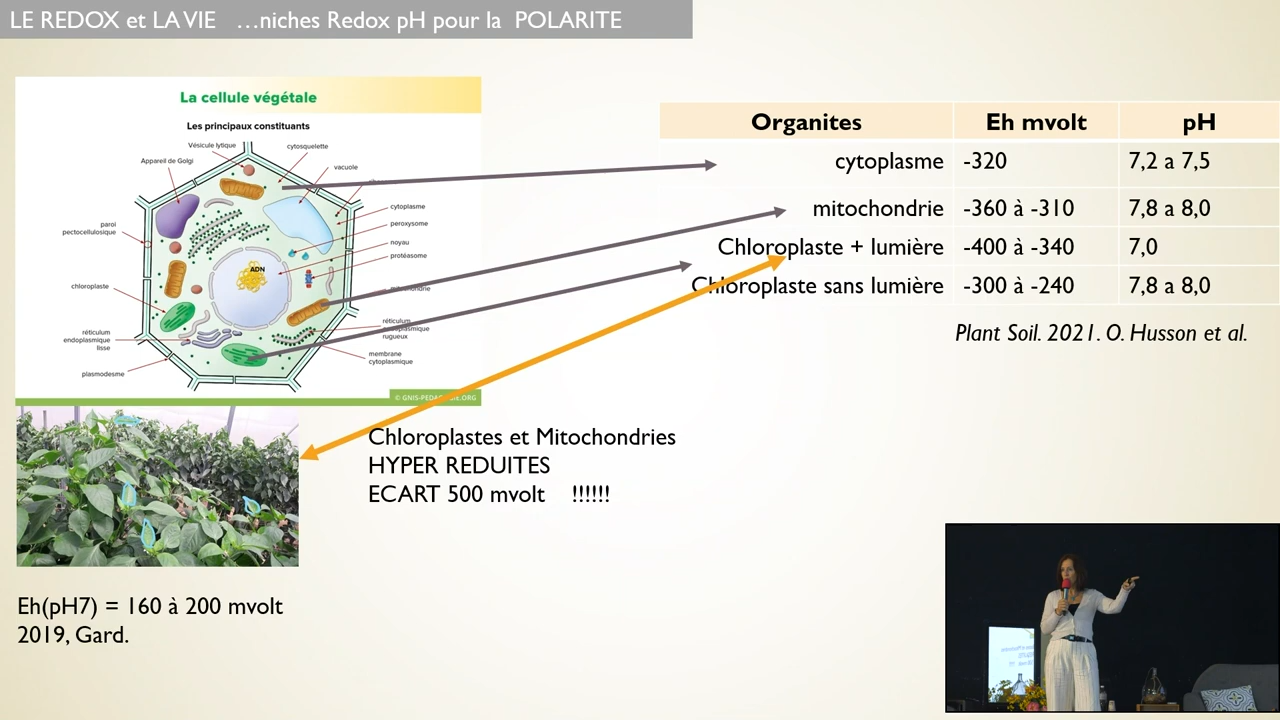 LE REDOX et LA VIE …niches Redox pH pour la POLARITE
La cellule végétale
Les principaux constituants
Vésicule lytique
cytosquelette
Appareil de Golgi
vacuole
cytoplasme
peroxysome
paroi
pectocellulosique
noyau
protéasome
ADN
chloroplaste
mitochondrie
réticulum
endoplasmique
rugueux
réticulum
endoplasmique
lisse
membrane
cytoplasmique
plasmodesme
© GNIS-PEDAGOGIE.ORG
Organites Eh mvolt pH
cytoplasme -320 7,2 a 7,5
mitochondrie -360 à -310 7,8 a 8,0
Chloroplaste + lumière -400 à -340 7,0
Chloroplaste sans lumière -300 à -240 7,8 a 8,0
Plant Soil. 2021. O. Husson et al.
Chloroplastes et Mitochondries
HYPER REDUITES
ECART 500 mvolt !!!!!!
Eh(pH7) = 160 à 200 mvolt
2019, Gard.